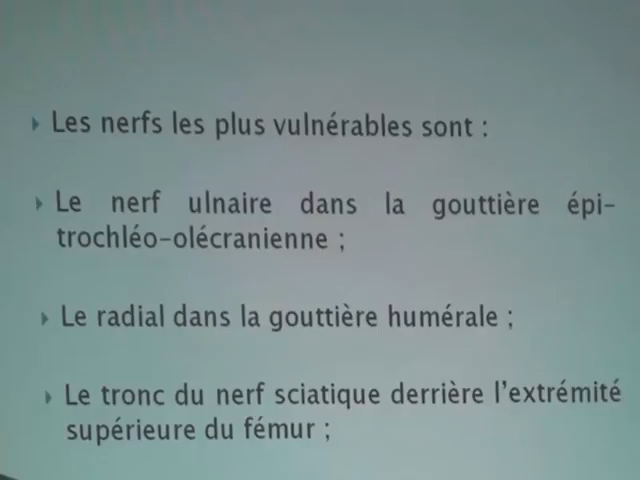 Les nerfs les plus vulnérables sont :
Le nerf ulnaire dans la gouttière épi-
trochléo-olécranienne ;
Le radial dans la gouttière humérale ;
Le tronc du nerf sciatique derrière l'extrémité
supérieure du fémur ;